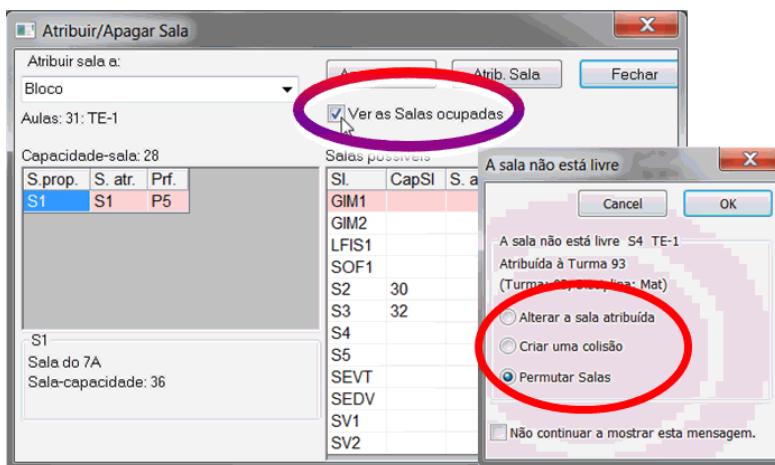 Atribuir/Apagar Sala
Atribuir sala a:
Bloco
Atrib. Sala
Fechar
Aulas: 31: TE-1
Ver as Salas ocupadas
Capacidade-sala: 28
Salas possíveis
S.prop. S. atr. Prf.
S1 S1 P5
Sl. CapSl S. a
GIM1
GIM2
LFIS1
SOF1
S2 30
S3 32
S4
S5
SEVT
SEDV
SV1
SV2
S1
Sala do 7A
Sala-capacidade: 36
A sala não está livre
Cancel OK
A sala não está livre S4 TE-1
Atribuída à Turma 93
(Turma: Mat)
Alterar a sala atribuída
Criar uma colisão
Permutar Salas
Não continuar a mostrar esta mensagem.